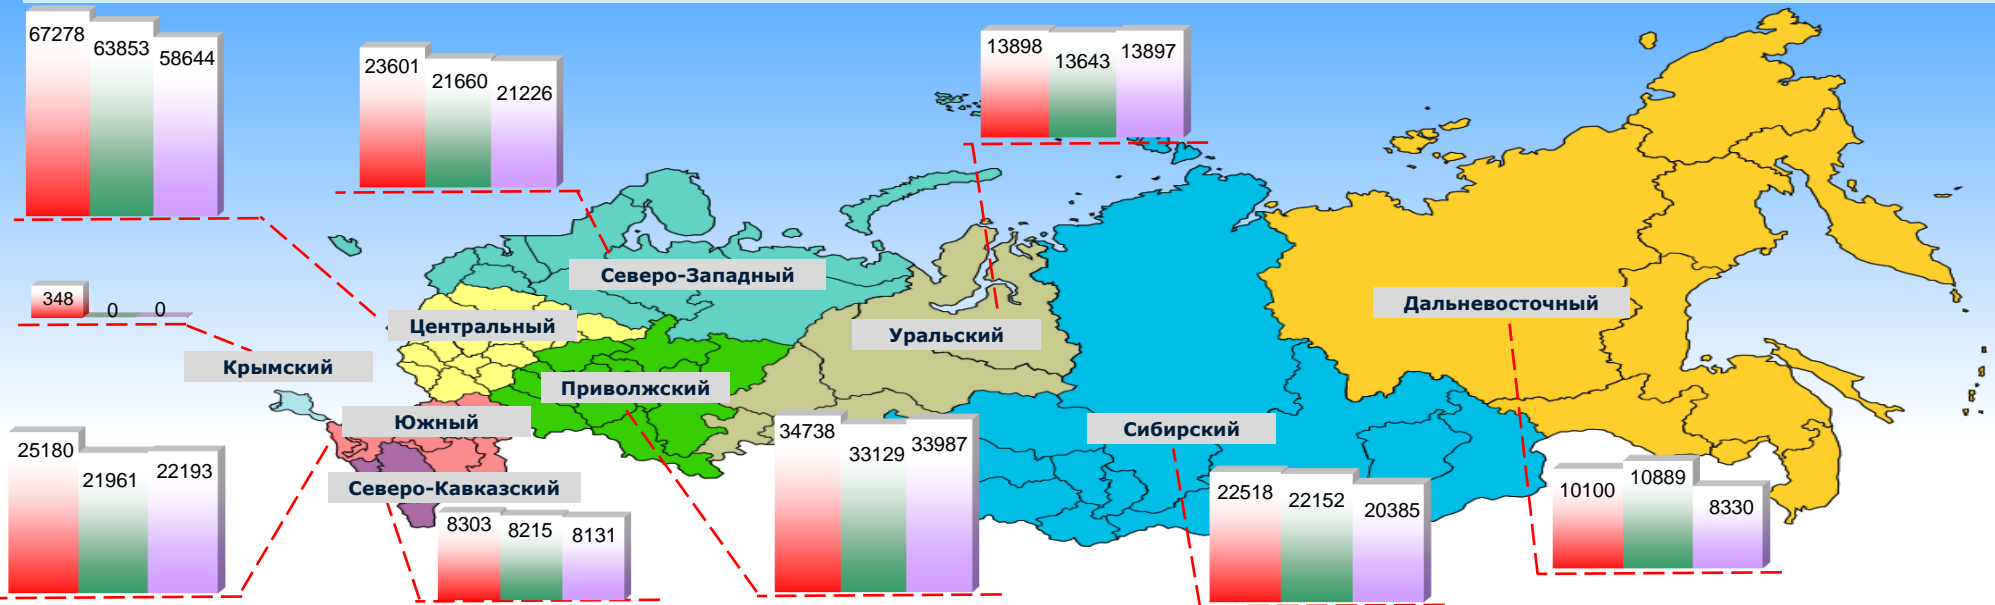 67278 63853 58644
23601 21660 21226
13898 13643 13897
Северо-Западный
348 0 0
Центральный
Уральский
Дальневосточный
Крымский
Приволжский
Южный
Сибирский
Северо-Кавказский
25180 21961 22193
8303 8215 8131
34738 33129 33987
22518 22152 20385
10100 10889 8330